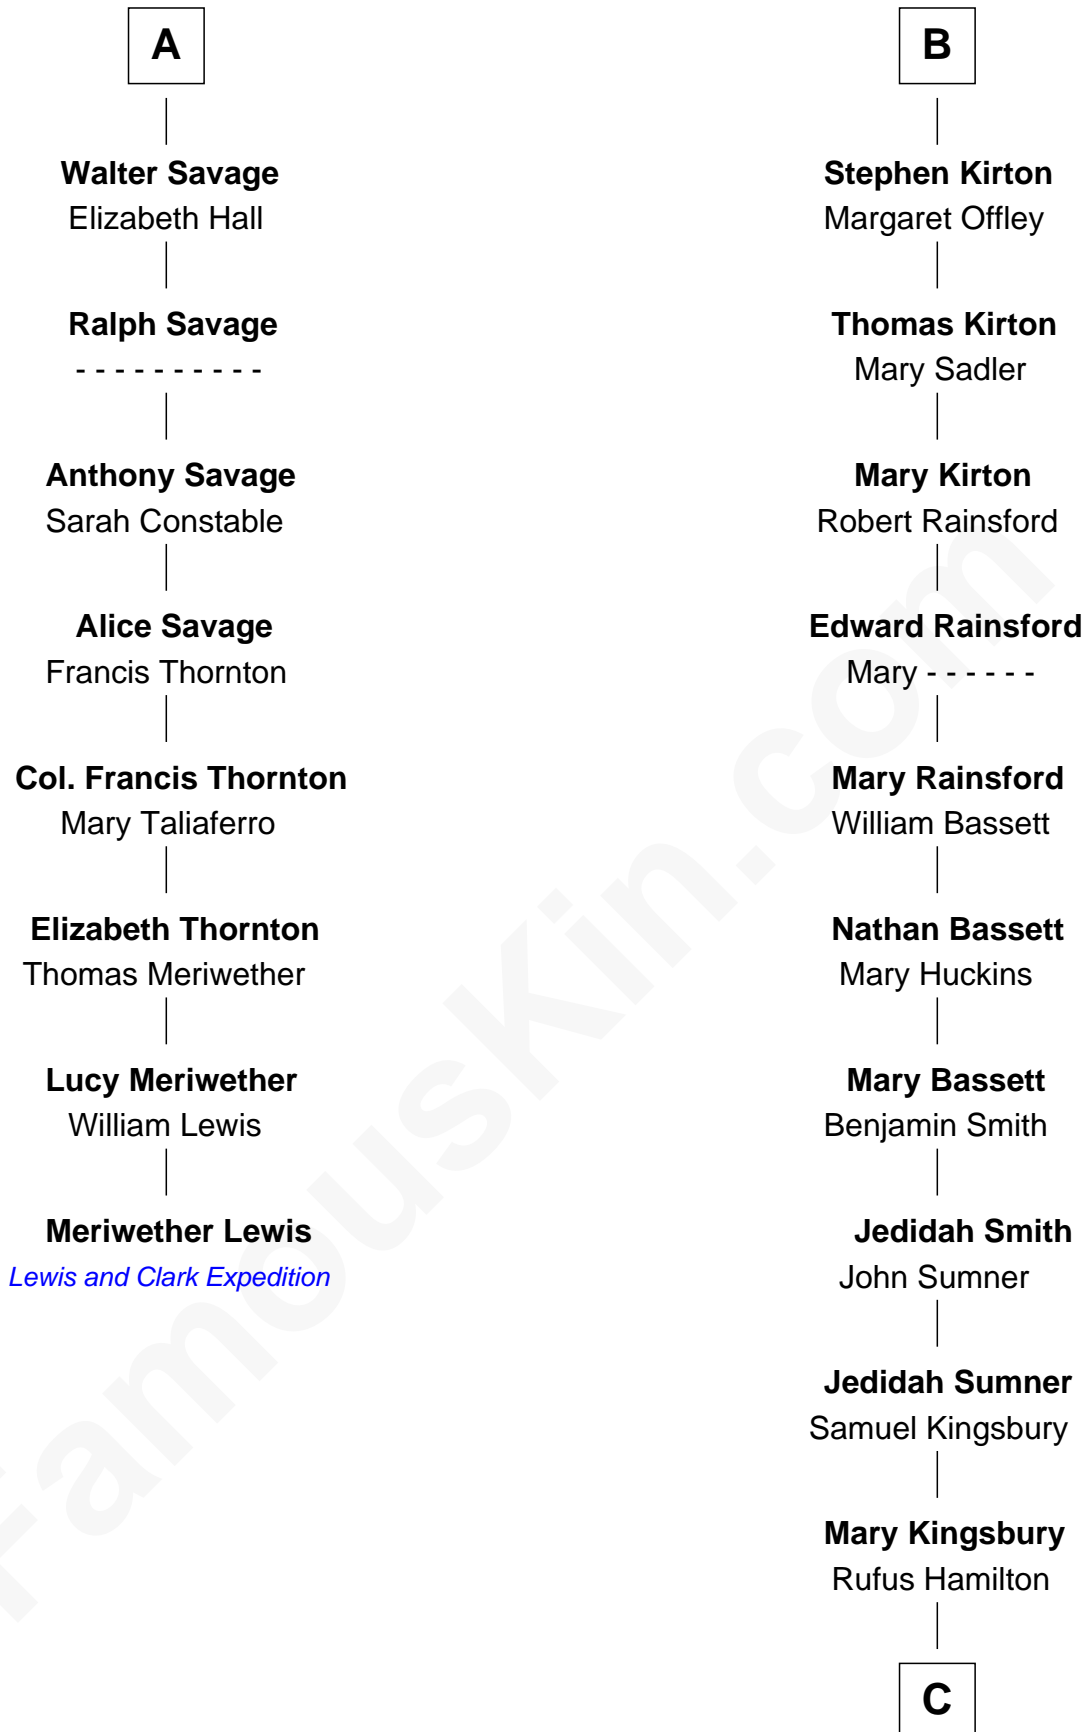 A
Walter Savage
Elizabeth Hall
Ralph Savage
- - - - - - - - - -
Anthony Savage
Sarah Constable
Alice Savage
Francis Thornton
Col. Francis Thornton
Mary Taliaferro
Elizabeth Thornton
Thomas Meriwether
Lucy Meriwether
William Lewis
Meriwether Lewis
Lewis and Clark Expedition
B
Stephen Kirton
Margaret Offley
Thomas Kirton
Mary Sadler
Mary Kirton
Robert Rainsford
Edward Rainsford
Mary - - - - - -
Mary Rainsford
William Bassett
Nathan Bassett
Mary Huckins
Mary Bassett
Benjamin Smith
Jedidah Smith
John Sumner
Jedidah Sumner
Samuel Kingsbury
Mary Kingsbury
Rufus Hamilton
C
FamousKin.com